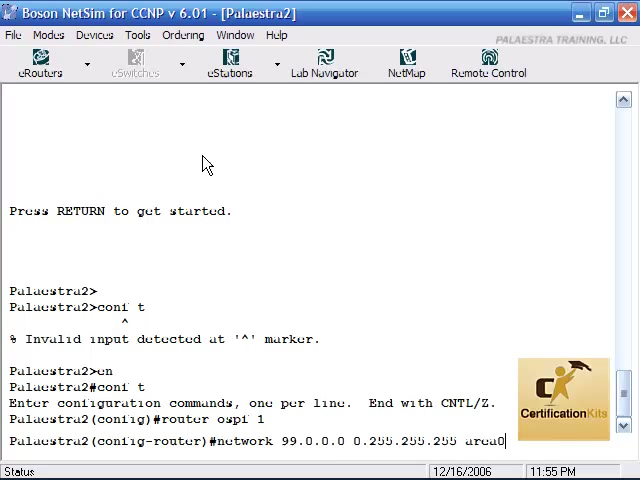 Boson NetSim for CCNP v 6.01 - [Palaestra2]
File Modes Devices Tools Ordering Window Help
PALAESTRA TRAINING, LLC
eRouters eSwitches eStations Lab Navigator NetMap Remote Control
Press RETURN to get started.
Palaestra2>
Palaestra2>conf t
^
% Invalid input detected at '^' marker.
Palaestra2>en
Palaestra2#conf t
Enter configuration commands, one per line. End with CNTL/Z.
Palaestra2(config)#router ospf 1
Palaestra2(config-router)#network 99.0.0.0 0.255.255.255 area0
CertificationKits
Status 12/16/2006 11:55 PM